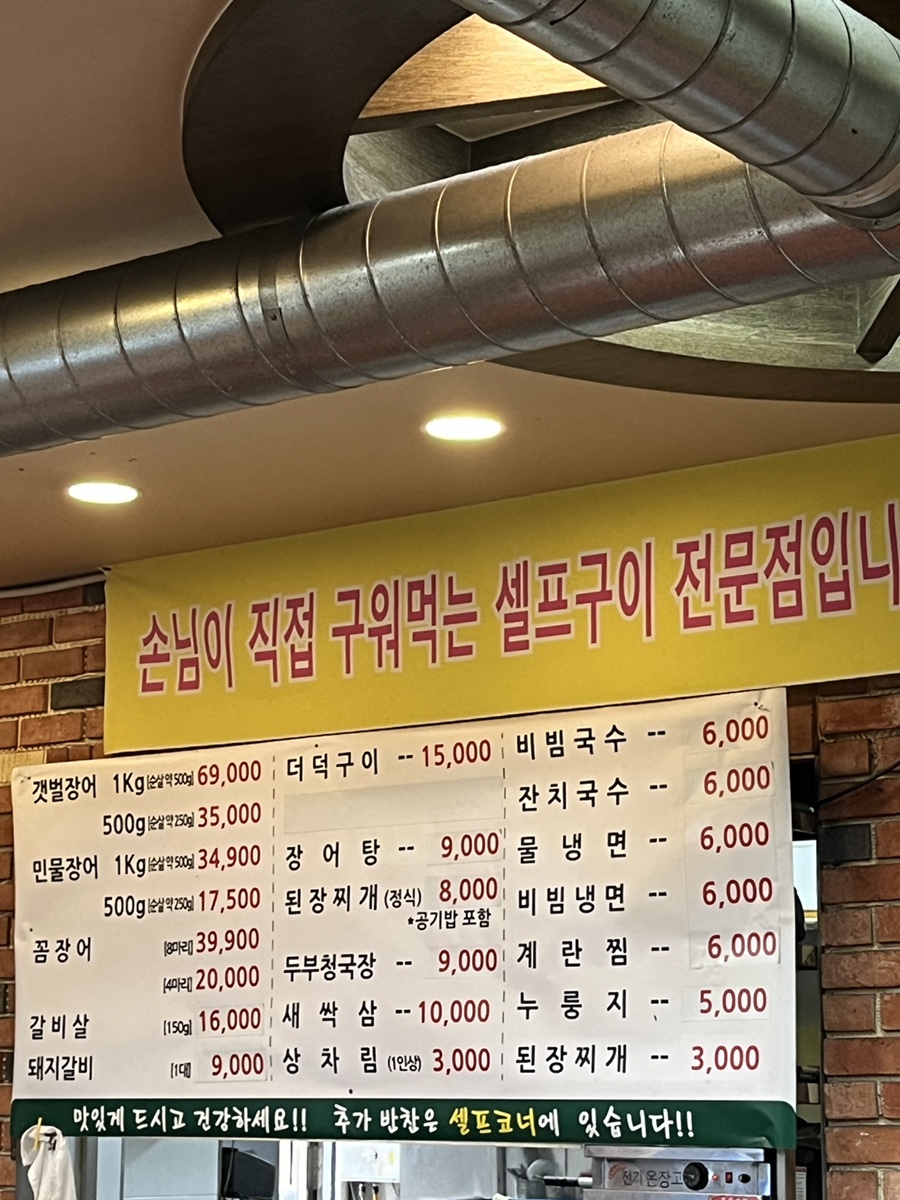 손님이 직접 구워먹는 셀프구이 전문점입니
갯벌장어 1Kg [순살 약 500g] 69,000
500g [순살 약 250g] 35,000
민물장어 1Kg [순살 약 500g] 34,900
500g [순살 약 250g] 17,500
꼼장어 [8마리] 39,900
[4마리] 20,000
갈비살 [150g] 16,000
돼지갈비 [1대] 9,000
더덕구이 -- 15,000
장어탕 -- 9,000
된장찌개 (정식) 8,000
*공기밥 포함
두부청국장 -- 9,000
새싹삼 -- 10,000
상차림 (1인상) 3,000
비빔국수 -- 6,000
잔치국수 -- 6,000
물냉면 -- 6,000
비빔냉면 -- 6,000
계란찜 -- 6,000
누룽지 -- 5,000
된장찌개 -- 3,000
맛있게 드시고 건강하세요!! 추가 반찬은 셀프코너에 있습니다!!
전기온장고